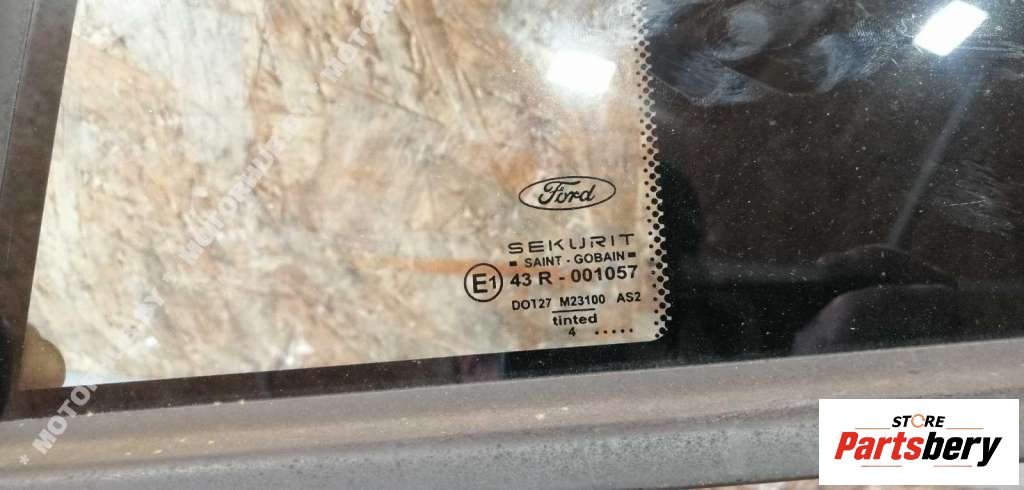 Ford
SEKURIT
SAINT - GOBAIN
E1 43 R - 001057
DOT27 M23100 AS2
tinted
4 .....
STORE
Partsbery